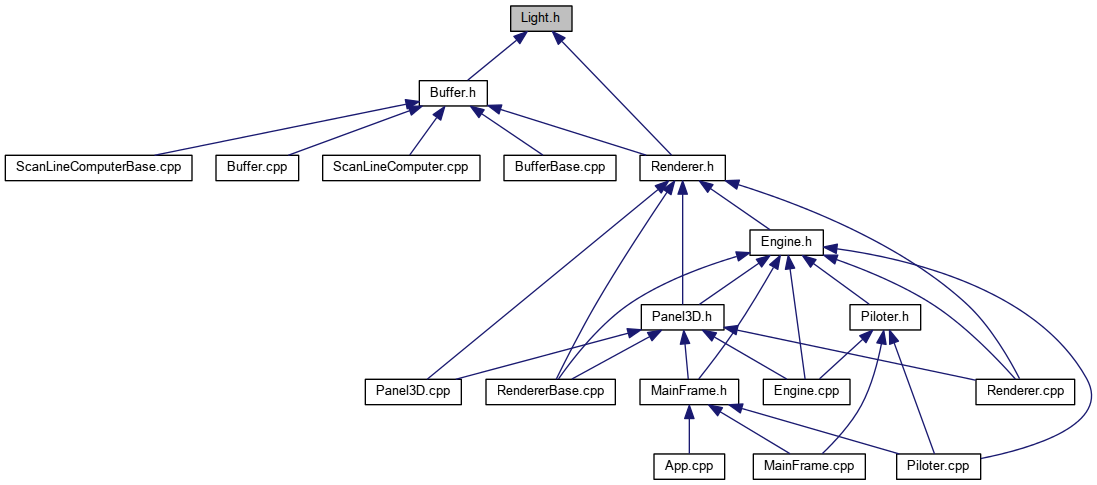 Light.h
Buffer.h
ScanLineComputerBase.cpp
Buffer.cpp
ScanLineComputer.cpp
BufferBase.cpp
Renderer.h
Engine.h
Panel3D.h
Piloter.h
Panel3D.cpp
RendererBase.cpp
MainFrame.h
Engine.cpp
Renderer.cpp
App.cpp
MainFrame.cpp
Piloter.cpp